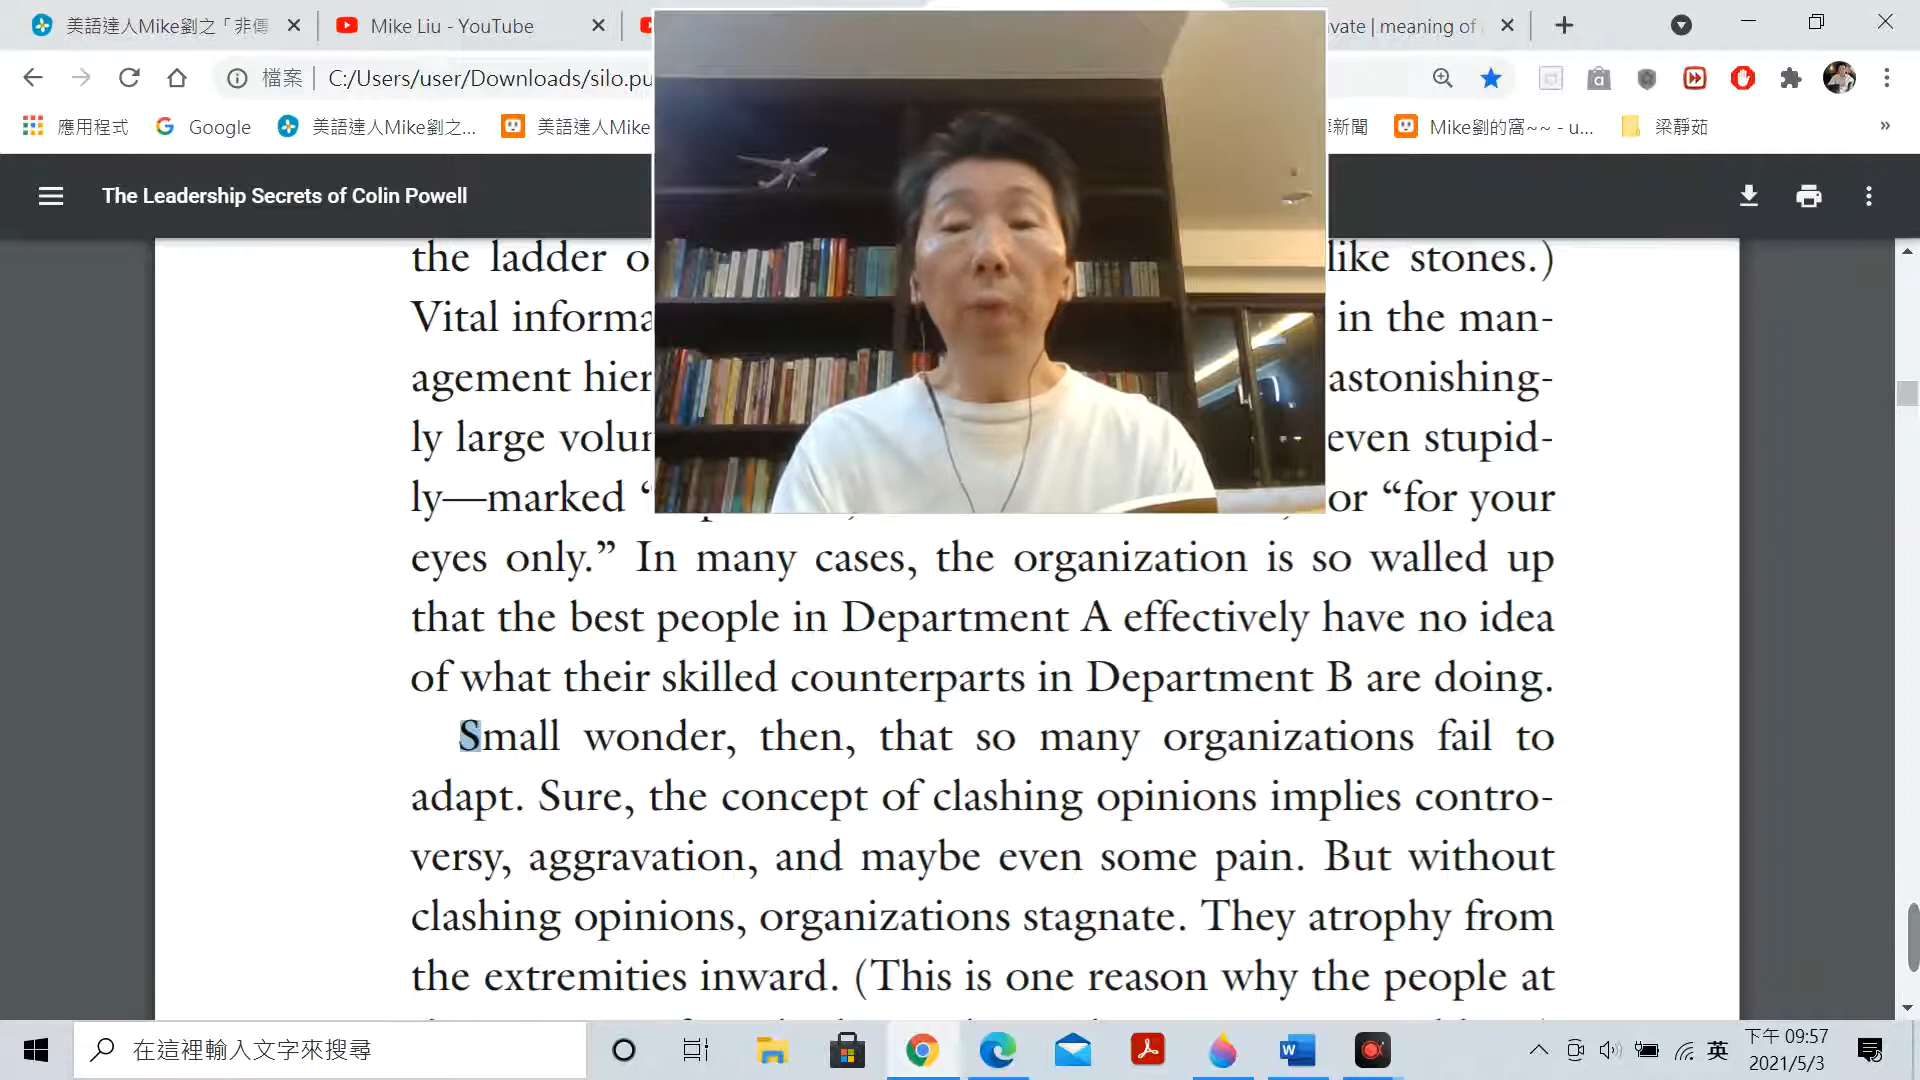 美語達人Mike劉之「非傳
Mike Liu - YouTube
vate | meaning of
檔案
C:/Users/user/Downloads/silo.pu
應用程式
Google
美語達人Mike劉之...
美語達人Mike
新聞
Mike劉的窩~~ - u...
梁靜茹
»
The Leadership Secrets of Colin Powell
the ladder o like stones.)
Vital informa in the man-
agement hier astonishing-
ly large volu even stupid-
ly—marked “ or “for your
eyes only.” In many cases, the organization is so walled up
that the best people in Department A effectively have no idea
of what their skilled counterparts in Department B are doing.
Small wonder, then, that so many organizations fail to
adapt. Sure, the concept of clashing opinions implies contro-
versy, aggravation, and maybe even some pain. But without
clashing opinions, organizations stagnate. They atrophy from
the extremities inward. (This is one reason why the people at
在這裡輸入文字來搜尋
英
下午 09:57
2021/5/3